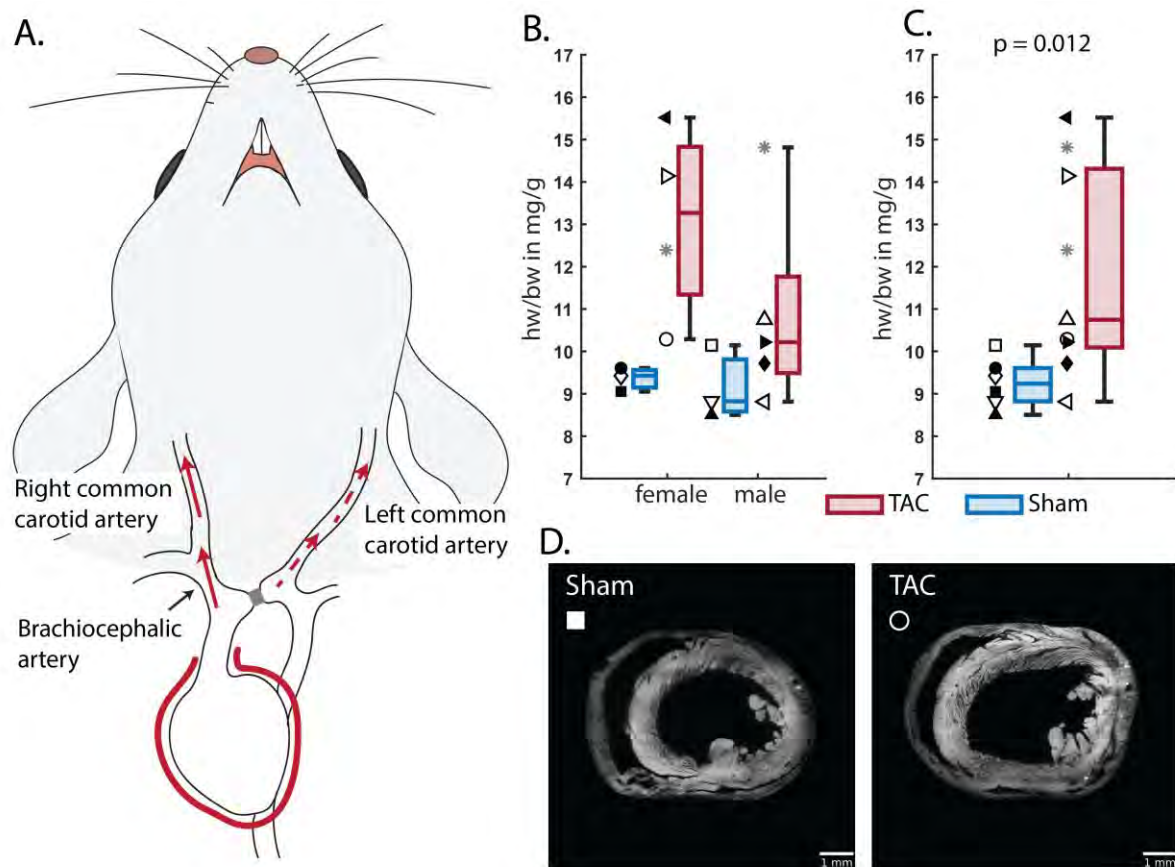 A.
Right common
carotid artery
Left common
carotid artery
Brachiocephalic
artery
B.
hw/bw in mg/g
17
16
15
14
13
12
11
10
9
8
7
female
male
C.
p = 0.012
hw/bw in mg/g
17
16
15
14
13
12
11
10
9
8
7
TAC
Sham
D.
Sham
1 mm
TAC
1 mm